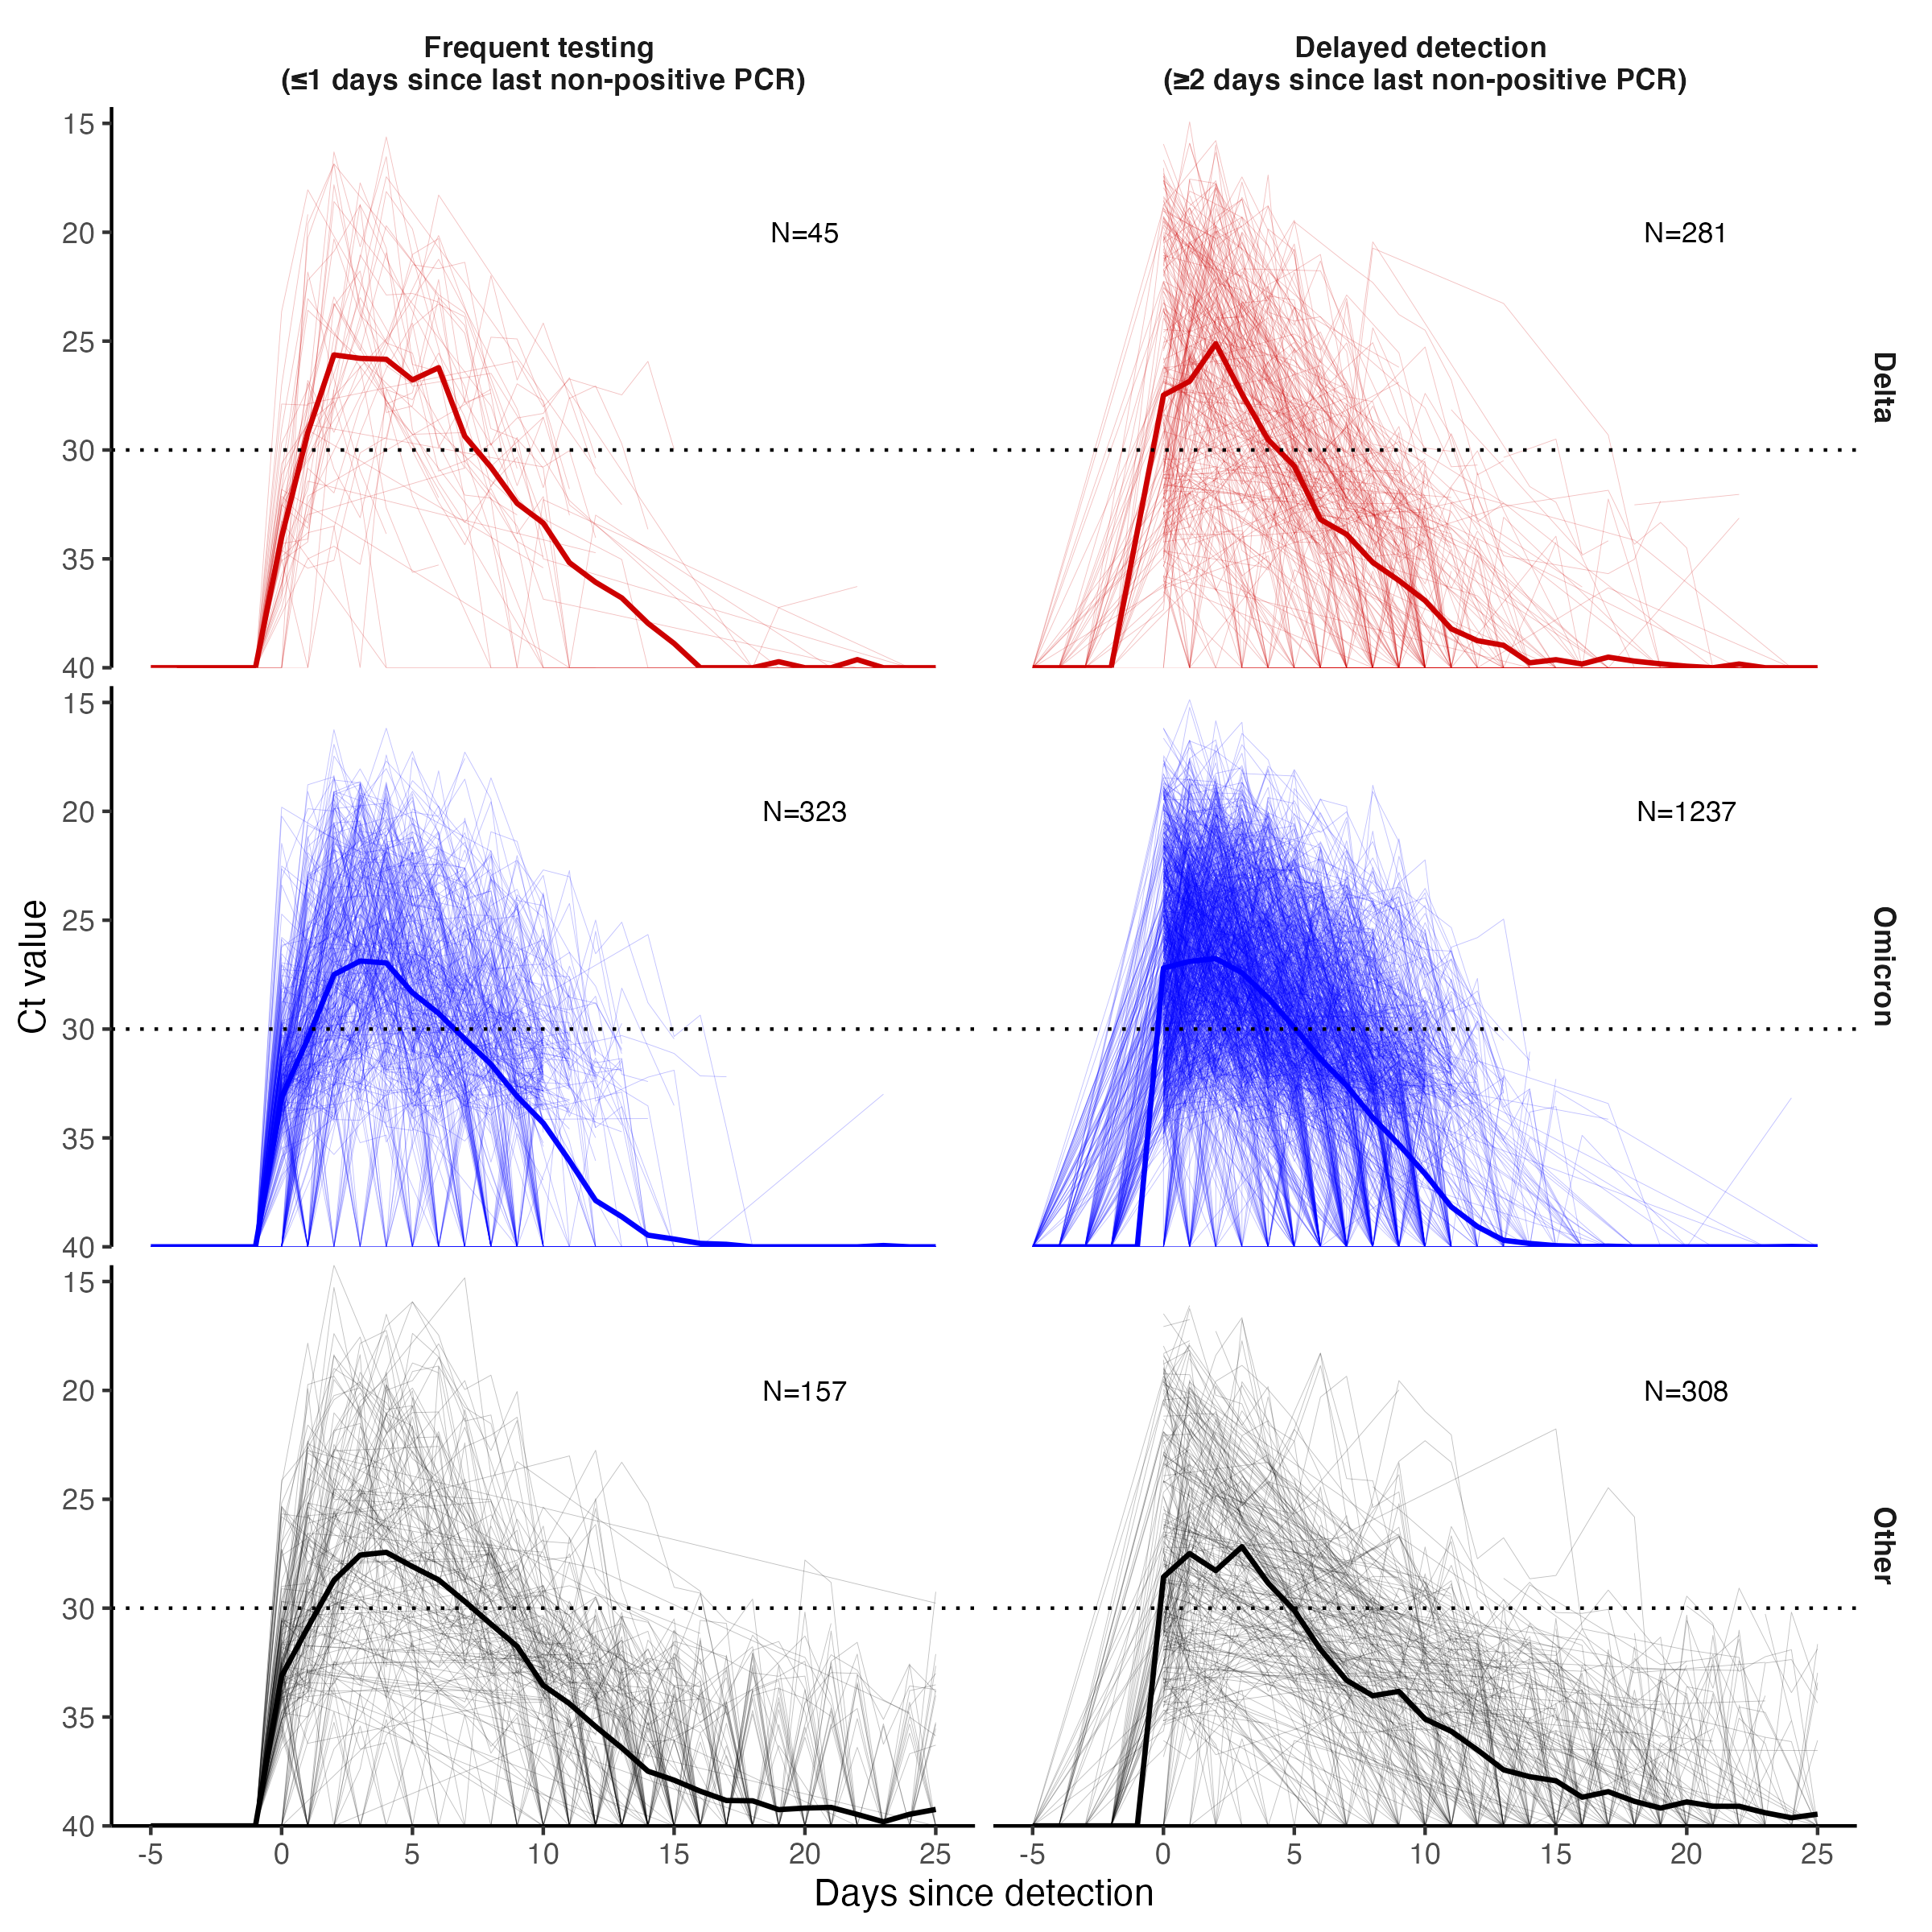 Frequent testing
(≤1 days since last non-positive PCR)
Delayed detection
(≥2 days since last non-positive PCR)
15
20
25
30
35
40
N=45
N=281
Delta
15
20
25
30
35
40
N=323
N=1237
Omicron
Ct value
15
20
25
30
35
40
N=157
N=308
Other
-5 0 5 10 15 20 25
-5 0 5 10 15 20 25
Days since detection